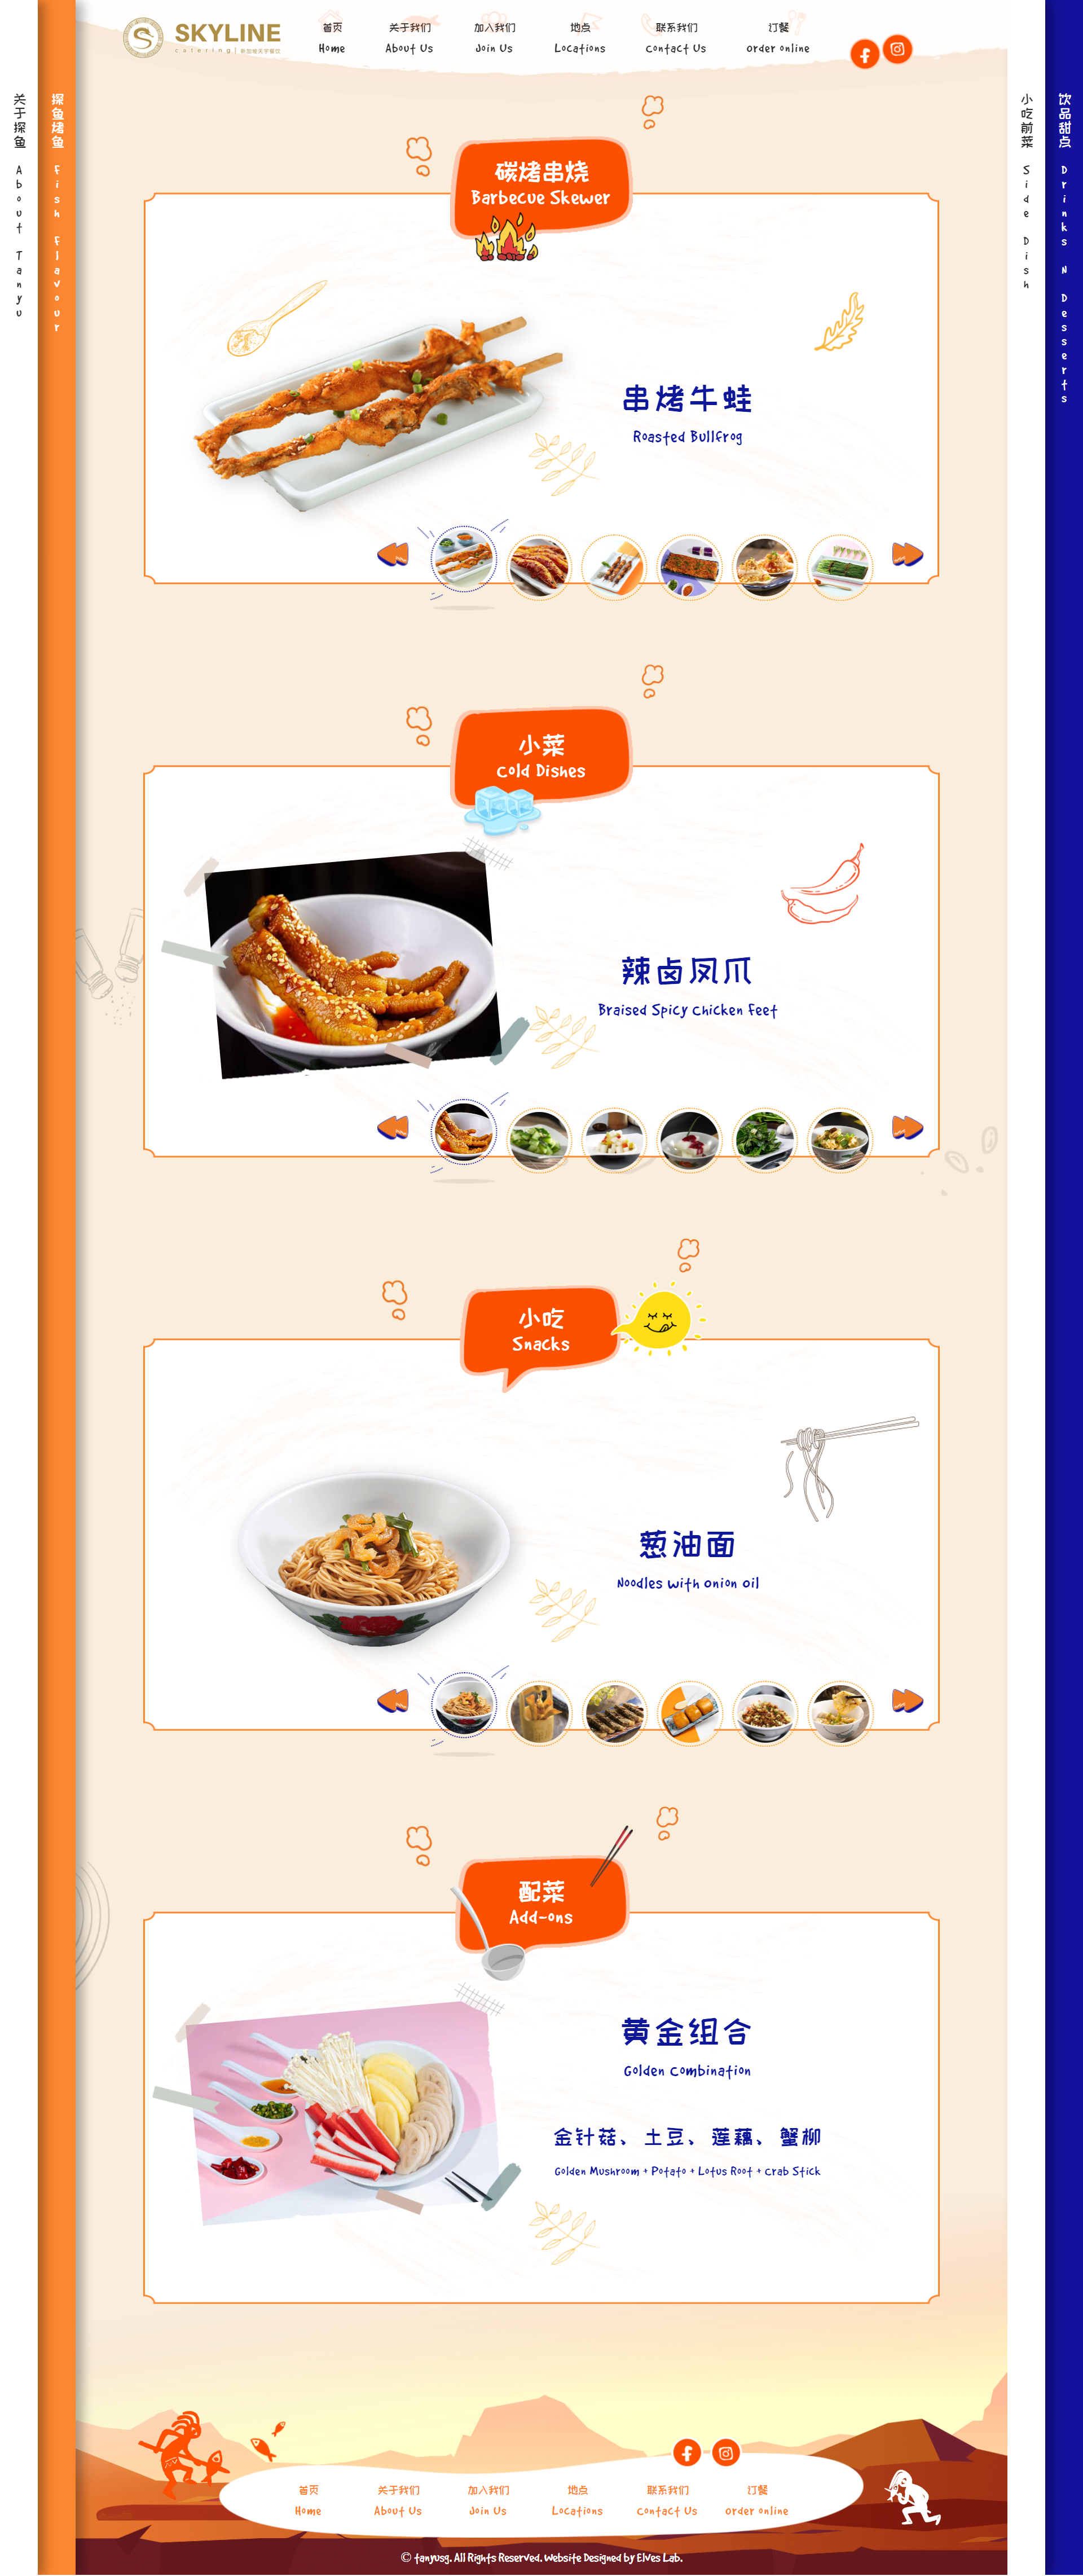 SKYLINE
catering | 新加坡天宇餐饮
首页
Home
关于我们
About Us
加入我们
Join Us
地点
Locations
联系我们
Contact Us
订餐
Order Online
关于探鱼 About Tanyu
探鱼烤鱼 Fish Flavour
小吃前菜 Side Dish
饮品甜点 Drinks N Desserts
碳烤串烧
Barbecue Skewer
串烤牛蛙
Roasted Bullfrog
小菜
Cold Dishes
辣卤凤爪
Braised Spicy Chicken Feet
小吃
Snacks
葱油面
Noodles With Onion Oil
配菜
Add-ons
黄金组合
Golden Combination
金针菇、土豆、莲藕、蟹柳
Golden Mushroom + Potato + Lotus Root + Crab Stick
首页
Home
关于我们
About Us
加入我们
Join Us
地点
Locations
联系我们
Contact Us
订餐
Order Online
© tanyusg. All Rights Reserved. Website Designed by Elves Lab.